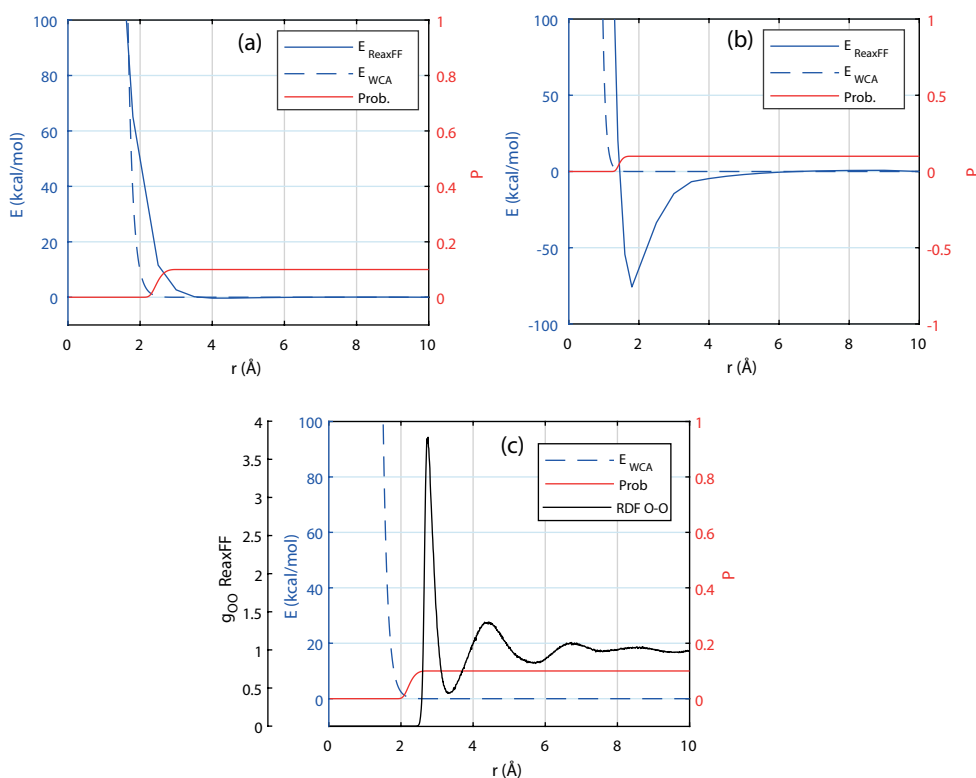 (a)
E ReaxFF
E WCA
Prob.
E (kcal/mol)
100
80
60
40
20
0
0 2 4 6 8 10
r (Å)
1
0.8
0.6
0.4
0.2
0
P
(b)
E ReaxFF
E WCA
Prob.
E (kcal/mol)
100
50
0
-50
-100
0 2 4 6 8 10
r (Å)
1
0.5
0
-0.5
-1
P
(c)
E WCA
Prob
RDF O-O
gOO ReaxFF
4
3.5
3
2.5
2
1.5
1
0.5
0
E (kcal/mol)
100
80
60
40
20
0
0 2 4 6 8 10
r (Å)
1
0.8
0.6
0.4
0.2
0
P